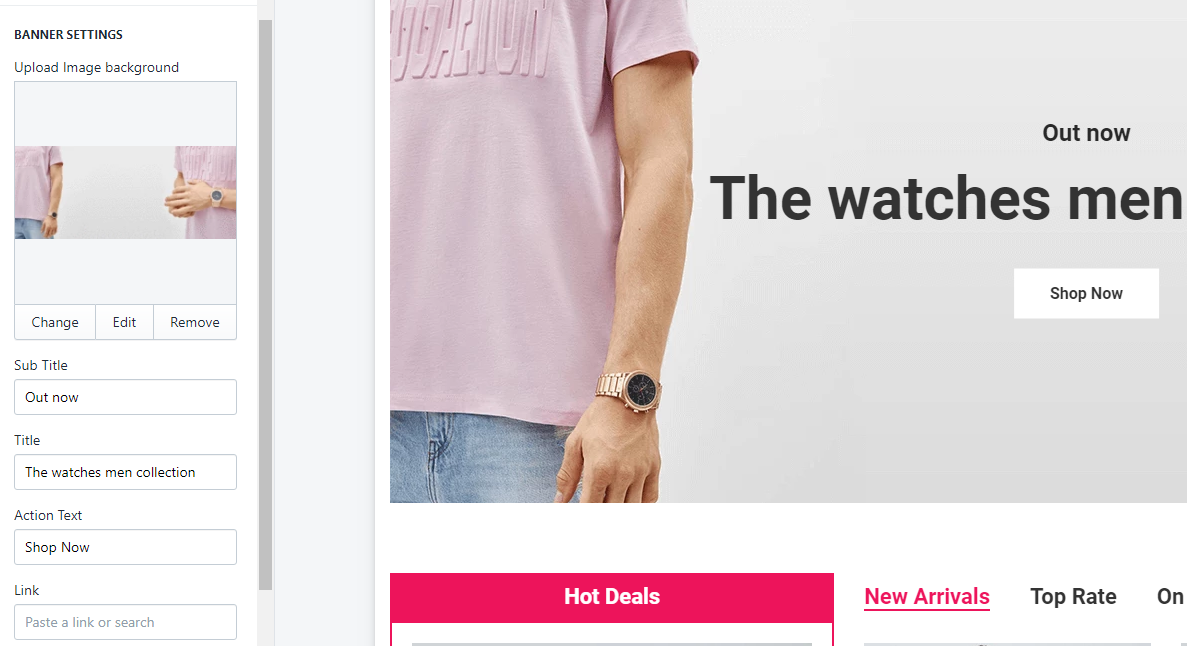 BANNER SETTINGS
Upload Image background
Change Edit Remove
Sub Title
Out now
Title
The watches men collection
Action Text
Shop Now
Link
Paste a link or search
Out now
The watches men
Shop Now
Hot Deals
New Arrivals Top Rate On